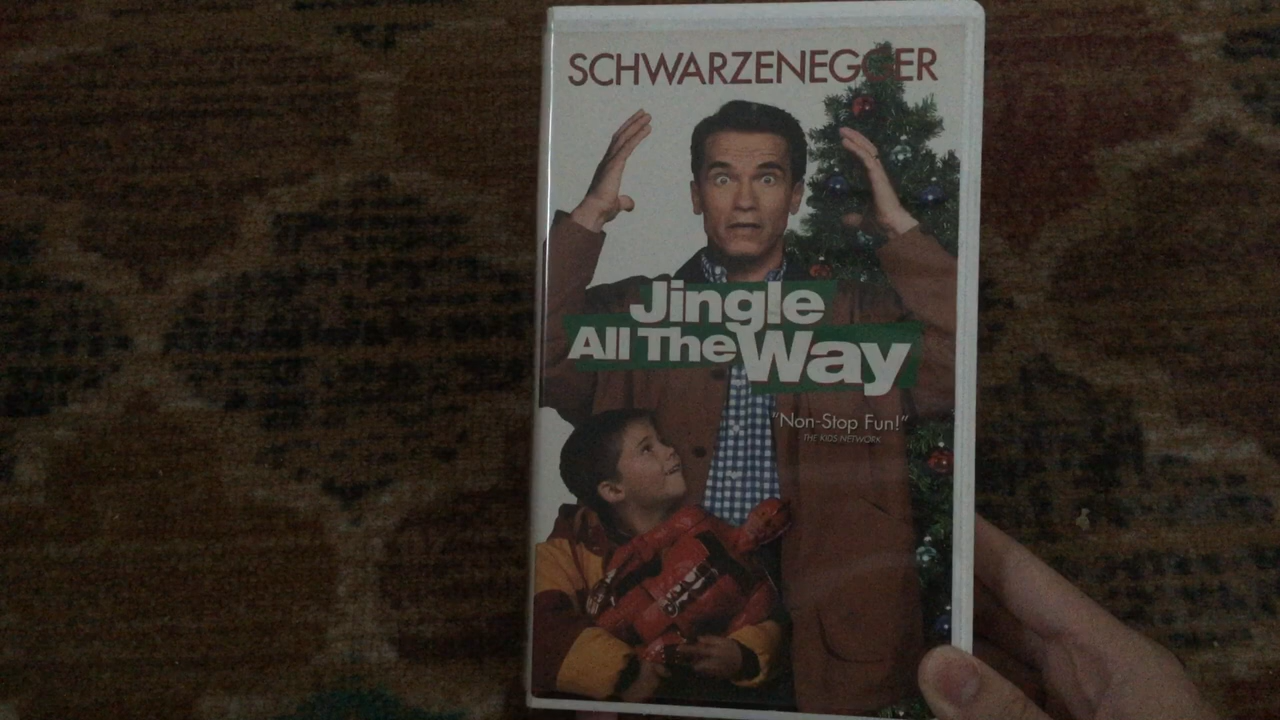 SCHWARZENEGGER
Jingle
All The Way
"Non-Stop Fun!"
THE KIDS NETWORK